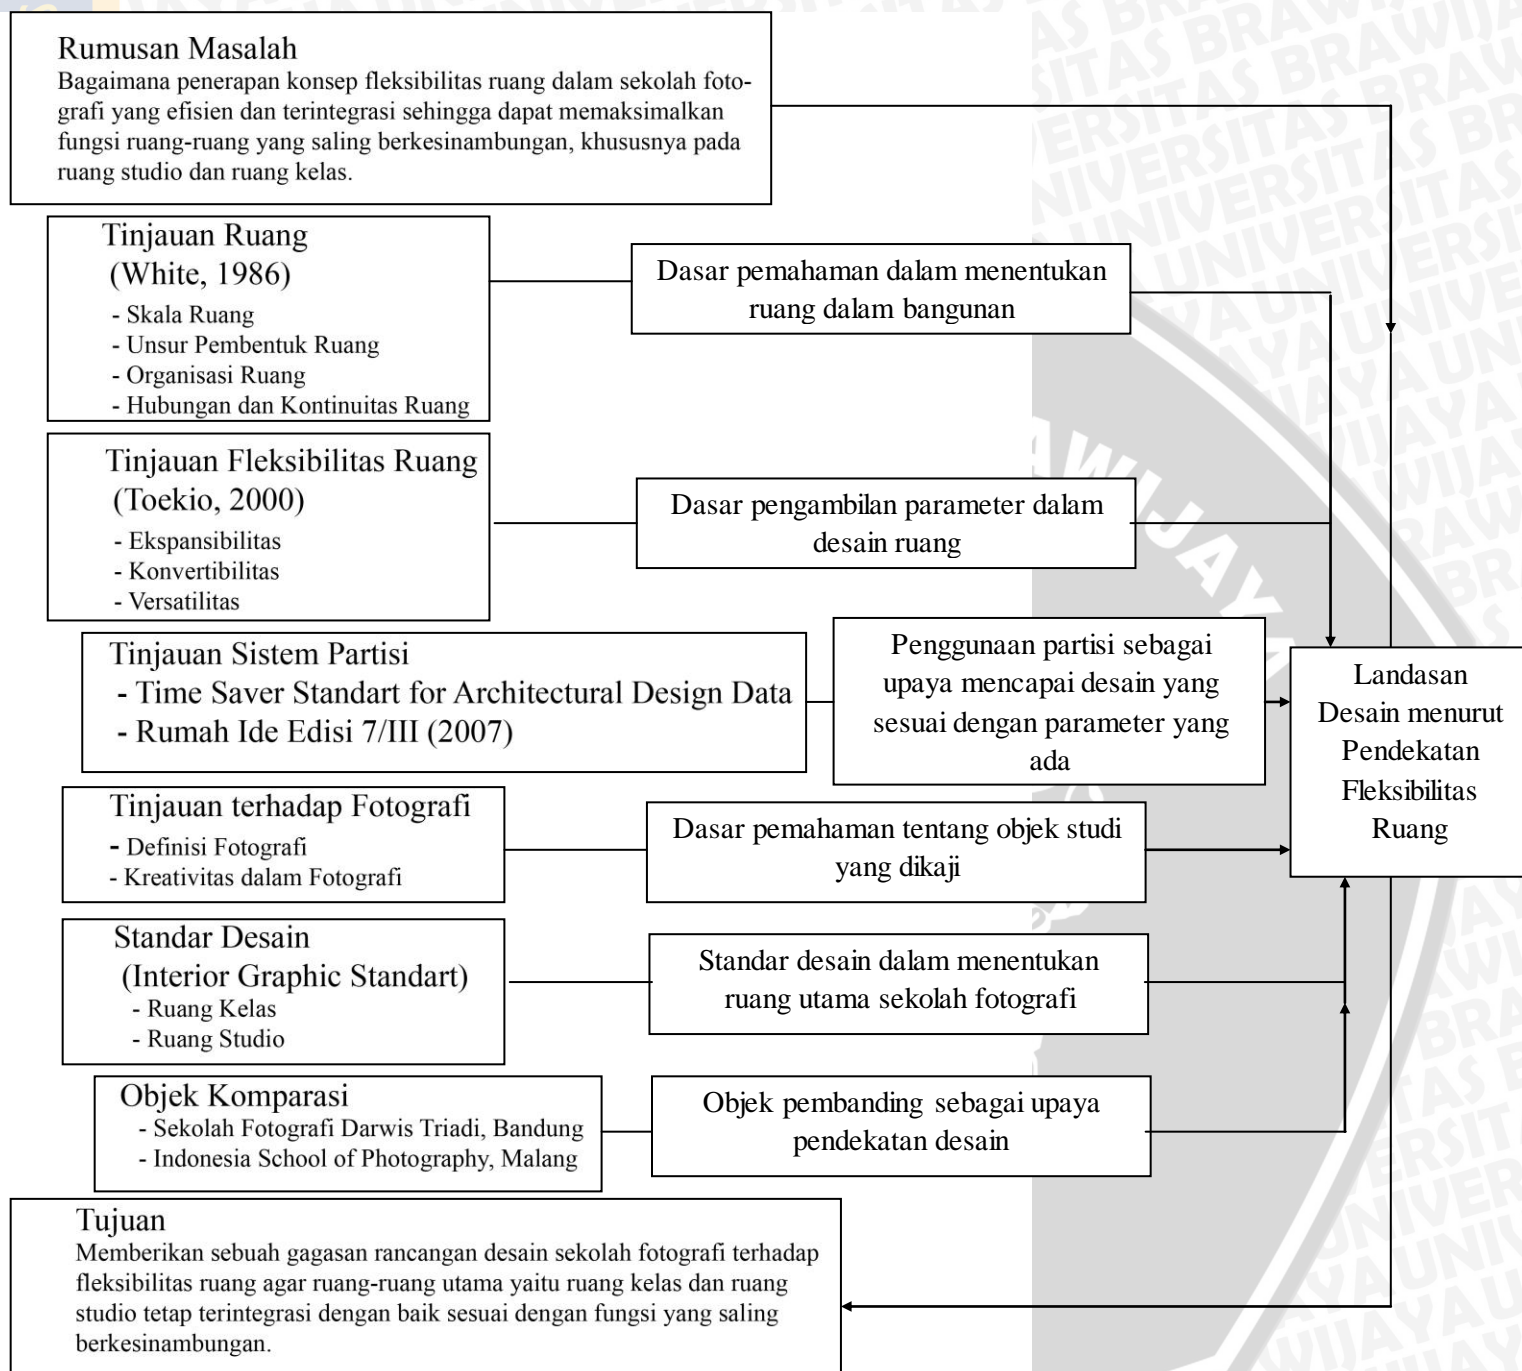 Rumusan Masalah
Bagaimana penerapan konsep fleksibilitas ruang dalam sekolah foto-
grafi yang efisien dan terintegrasi sehingga dapat memaksimalkan
fungsi ruang-ruang yang saling berkesinambungan, khususnya pada
ruang studio dan ruang kelas.
Tinjauan Ruang
(White, 1986)
- Skala Ruang
- Unsur Pembentuk Ruang
- Organisasi Ruang
- Hubungan dan Kontinuitas Ruang
Dasar pemahaman dalam menentukan
ruang dalam bangunan
Tinjauan Fleksibilitas Ruang
(Toekio, 2000)
- Ekspansibilitas
- Konvertibilitas
- Versatilitas
Dasar pengambilan parameter dalam
desain ruang
Tinjauan Sistem Partisi
- Time Saver Standart for Architectural Design Data
- Rumah Ide Edisi 7/III (2007)
Penggunaan partisi sebagai
upaya mencapai desain yang
sesuai dengan parameter yang
ada
Landasan
Desain menurut
Pendekatan
Fleksibilitas
Ruang
Tinjauan terhadap Fotografi
- Definisi Fotografi
- Kreativitas dalam Fotografi
Dasar pemahaman tentang objek studi
yang dikaji
Standar Desain
(Interior Graphic Standart)
- Ruang Kelas
- Ruang Studio
Standar desain dalam menentukan
ruang utama sekolah fotografi
Objek Komparasi
- Sekolah Fotografi Darwis Triadi, Bandung
- Indonesia School of Photography, Malang
Objek pembanding sebagai upaya
pendekatan desain
Tujuan
Memberikan sebuah gagasan rancangan desain sekolah fotografi terhadap
fleksibilitas ruang agar ruang-ruang utama yaitu ruang kelas dan ruang
studio tetap terintegrasi dengan baik sesuai dengan fungsi yang saling
berkesinambungan.